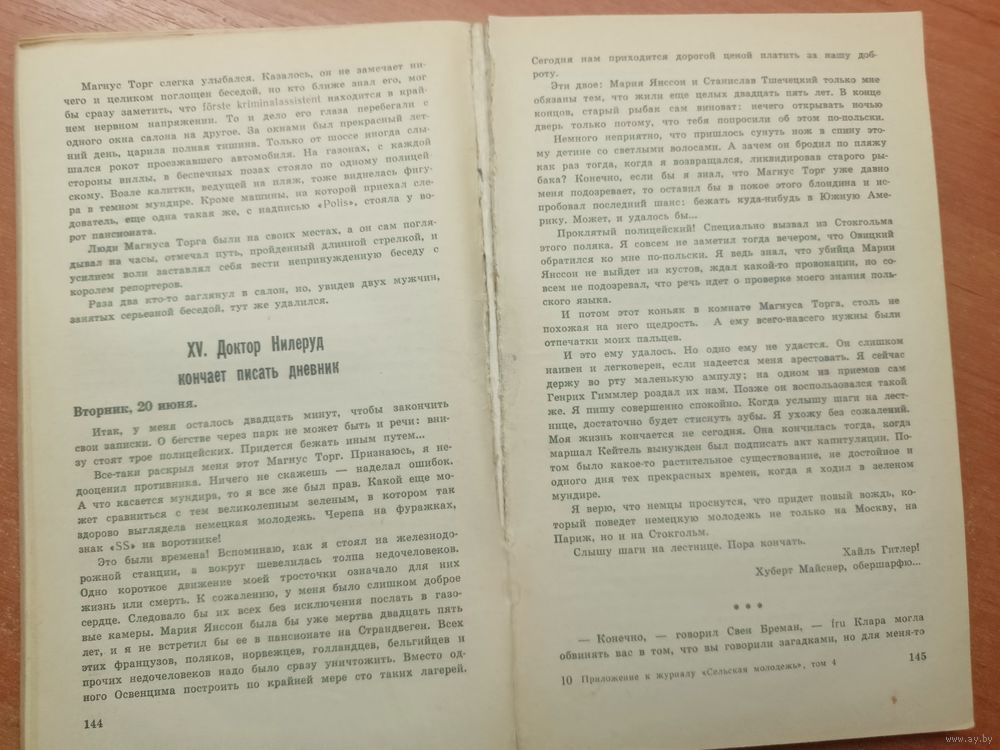 Магнус Торг слегка улыбался. Казалось, он не замечает ни-
чего и целиком поглощен беседой, но кто ближе знал его, мог
бы сразу заметить, что förste kriminalassistent находится в край-
нем нервном напряжении. То и дело его глаза перебегали с
одного окна салона на другое. За окнами был прекрасный лет-
ний день, царила полная тишина. Только от шоссе иногда слы-
шался рокот проезжавшего автомобиля. На газонах, с каждой
стороны виллы, в беспечных позах стояло по одному полицей
скому. Возле калитки, ведущей на пляж, тоже виднелась фигу-
ра в темном мундире. Кроме машины, на которой приехал сле-
дователь, еще одна такая же, с надписью «Polis», стояла у во-
рот пансионата.
Люди Магнуса Торга были на своих местах, а он сам погля-
дывал на часы, отмечал путь, пройденный длинной стрелкой, и
усилием воли заставлял себя вести непринужденную беседу с
королем репортеров.
Раза два кто-то заглянул в салон, но, увидев двух мужчин,
занятых серьезной беседой, тут же удалился.
XV. Доктор Нилеруд
кончает писать дневник
Вторник, 20 июня.
Итак, у меня осталось двадцать минут, чтобы закончить
свои записки. О бегстве через парк не может быть и речи: вни-
зу стоят трое полицейских. Придется бежать иным путем...
Все-таки раскрыл меня этот Магнус Торг. Признаюсь, я не-
дооценил противника. Ничего не скажешь — наделал ошибок.
А что касается мундира, то я все же был прав. Какой еще мо-
жет сравниться с тем великолепным зеленым, в котором так
здорово выглядела немецкая молодежь. Черепа на фуражках,
знак «SS» на воротнике!
Это были времена! Вспоминаю, как я стоял на железнодо-
рожной станции, а вокруг шевелилась толпа недочеловеков.
Одно короткое движение моей тросточки означало для них
жизнь или смерть. К сожалению, у меня было слишком доброе
сердце. Следовало бы их всех без исключения послать в газо-
вые камеры. Мария Янссон была бы уже мертва двадцать пять
лет, и я не встретил бы ее в пансионате на Страндвеген. Всех
этих французов, поляков, норвежцев, голландцев, бельгийцев и
прочих недочеловеков надо было сразу уничтожить. Вместо од-
ного Освенцима построить по крайней мере сто таких лагерей.
144
Сегодня нам приходится дорогой ценой платить за нашу доб-
роту.
Эти двое: Мария Янссон и Станислав Тшечецкий только мне
обязаны тем, что жили еще целых двадцать пять лет. В конце
концов, старый рыбак сам виноват: нечего открывать ночью
дверь только потому, что тебя попросили об этом по-польски.
Немного неприятно, что пришлось сунуть нож в спину это-
му детине со светлыми волосами. А зачем он бродил по пляжу
как раз тогда, когда я возвращался, ликвидировав старого ры-
бака? Конечно, если бы я знал, что Магнус Торг уже давно
меня подозревает, то оставил бы в покое этого блондина и ис-
пробовал последний шанс: бежать куда-нибудь в Южную Аме-
рику. Может, и удалось бы...
Проклятый полицейский! Специально вызвал из Стокгольма
этого поляка. Я совсем не заметил тогда вечером, что Овицкий
обратился ко мне по-польски. Я ведь знал, что убийца Марии
Янссон не выйдет из кустов, ждал какой-то провокации, но со-
всем не подозревал, что речь идет о проверке моего знания поль-
ского языка.
И потом этот коньяк в комнате Магнуса Торга, столь не
похожая на него щедрость. А ему всего-навсего нужны были
отпечатки моих пальцев.
И это ему удалось. Но одно ему не удастся. Он слишком
наивен и легковерен, если надеется меня арестовать. Я сейчас
держу во рту маленькую ампулу; на одном из приемов сам
Генрих Гиммлер роздал их нам. Позже он воспользовался такой
же. Я пишу совершенно спокойно. Когда услышу шаги на лест-
нице, достаточно будет стиснуть зубы. Я ухожу без сожалений.
Моя жизнь кончается не сегодня. Она кончилась тогда, когда
маршал Кейтель вынужден был подписать акт капитуляции. По-
том было какое-то растительное существование, не достойное и
одного дня тех прекрасных времен, когда я ходил в зеленом
мундире.
Я верю, что немцы проснутся, что придет новый вождь, ко-
торый поведет немецкую молодежь не только на Москву, на
Париж, но и на Стокгольм.
Слышу шаги на лестнице. Пора кончать.
Хайль Гитлер!
Хуберт Майснер, обершарфю...
* * *
— Конечно, — говорил Свен Бреман, — fru Клара могла
обвинять вас в том, что вы говорили загадками, но для меня-то
10 Приложение к журналу «Сельская молодежь», том 4
145
www.ay.by